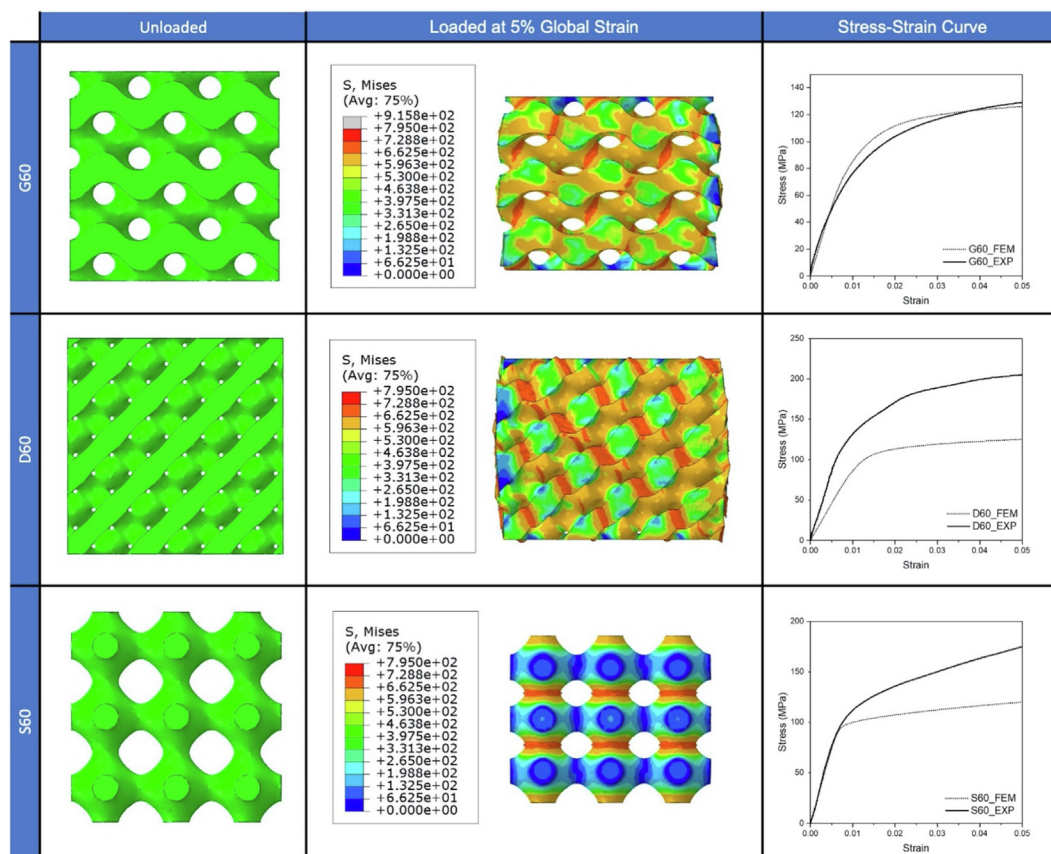 Unloaded
Loaded at 5% Global Strain
Stress-Strain Curve
G60
S, Mises
(Avg: 75%)
+9.158e+02
+7.950e+02
+7.288e+02
+6.625e+02
+5.963e+02
+5.300e+02
+4.638e+02
+3.975e+02
+3.313e+02
+2.650e+02
+1.988e+02
+1.325e+02
+6.625e+01
+0.000e+00
Stress (MPa)
140
120
100
80
60
40
20
0
0.00 0.01 0.02 0.03 0.04 0.05
Strain
G60_FEM
G60_EXP
D60
S, Mises
(Avg: 75%)
+7.950e+02
+7.288e+02
+6.625e+02
+5.963e+02
+5.300e+02
+4.638e+02
+3.975e+02
+3.313e+02
+2.650e+02
+1.988e+02
+1.325e+02
+6.625e+01
+0.000e+00
Stress (MPa)
250
200
150
100
50
0
0.00 0.01 0.02 0.03 0.04 0.05
Strain
D60_FEM
D60_EXP
S60
S, Mises
(Avg: 75%)
+7.950e+02
+7.288e+02
+6.625e+02
+5.963e+02
+5.300e+02
+4.638e+02
+3.975e+02
+3.313e+02
+2.650e+02
+1.988e+02
+1.325e+02
+6.625e+01
+0.000e+00
Stress (MPa)
200
150
100
50
0
0.00 0.01 0.02 0.03 0.04 0.05
Strain
S60_FEM
S60_EXP